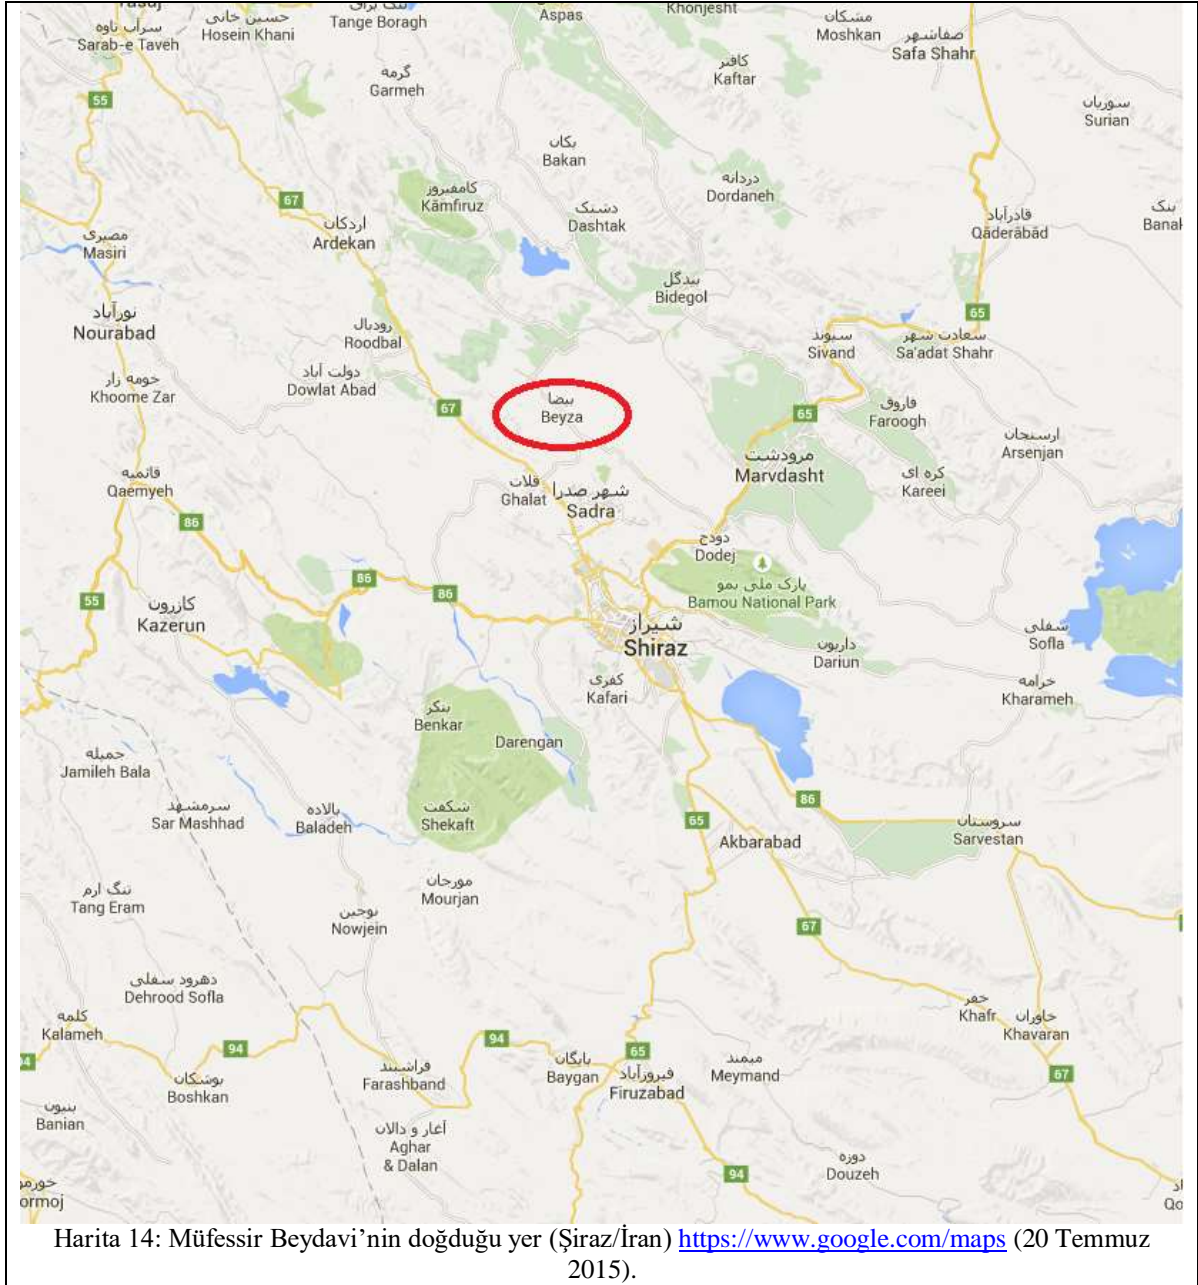 سراب تاوه
Sarab-e Taveh
حسین خانی
Hosein Khani
Tange Boragh
Aspas
Khonjesht
مشکان
Moshkan
صفاشهر
Safa Shahr
گرمه
Garmeh
کافتر
Kaftar
سوریان
Surian
55
بکان
Bakan
دردانه
Dordaneh
کامفیروز
Kāmfiruz
67
اردکان
Ardekan
دشتک
Dashtak
قادرآباد
Qāderābād
بنک
مصیری
Masiri
بیدگل
Bidegol
نورآباد
Nourabad
رودبال
Roodbal
65
سیوند
Sivand
سعادت شهر
Sa'adat Shahr
خومه زار
Khoome Zar
دولت آباد
Dowlat Abad
بیضا
Beyza
67
65
فاروق
Faroogh
ارسنجان
Arsenjan
مرودشت
Marvdasht
کره ای
Kareei
قائمیه
Qaemyeh
قلات
Ghalat
شهر صدرا
Sadra
86
دودج
Dodej
پارک ملی بمو
Bamou National Park
86
86
55
کازرون
Kazerun
شیراز
Shiraz
داریون
Dariun
سفلی
Sofla
کفری
Kafari
خرامه
Kharameh
بنکر
Benkar
Darengan
جمیله
Jamileh Bala
سرمشهد
Sar Mashhad
بالاده
Baladeh
شکفت
Shekaft
86
65
Akbarabad
سروستان
Sarvestan
تنگ ارم
Tang Eram
مورجان
Mourjan
نوجین
Nowjein
67
دهرود سفلی
Dehrood Sofla
خفر
Khafr
خاوران
Khavaran
کلمه
Kalameh
94
94
65
بوشکان
Boshkan
فراشبند
Farashband
بایگان
Baygan
فیروزآباد
Firuzabad
میمند
Meymand
67
بنیون
Banian
آغار و دالان
Aghar
& Dalan
94
دوزه
Douzeh
Harita 14: Müfessir Beydavi’nin doğduğu yer (Şiraz/İran) https://www.google.com/maps (20 Temmuz
2015).